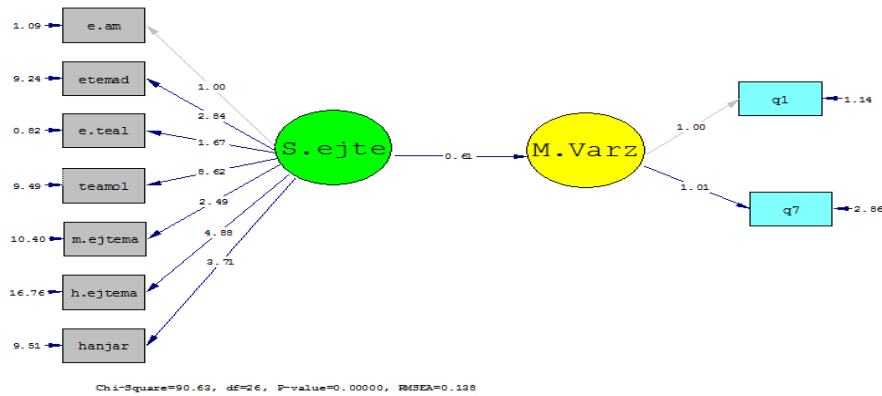 1.09 e.am
9.24 etemad
0.82 e.teal
9.49 teamol
10.40 m.ejtema
16.76 h.ejtema
9.51 hanjar
1.00
2.84
1.67
8.62
2.49
4.88
3.71
S.ejte
0.61
M.Varz
1.00
1.01
q1 1.14
q7 2.86
Chi-Square=90.63, df=26, P-value=0.00000, RMSEA=0.138